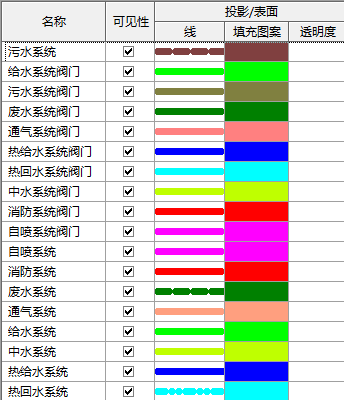 名称 可见性 投影/表面
线 填充图案 透明度
污水系统
给水系统阀门
污水系统阀门
废水系统阀门
通气系统阀门
热给水系统阀门
热回水系统阀门
中水系统阀门
消防系统阀门
自喷系统阀门
自喷系统
消防系统
废水系统
通气系统
给水系统
中水系统
热给水系统
热回水系统